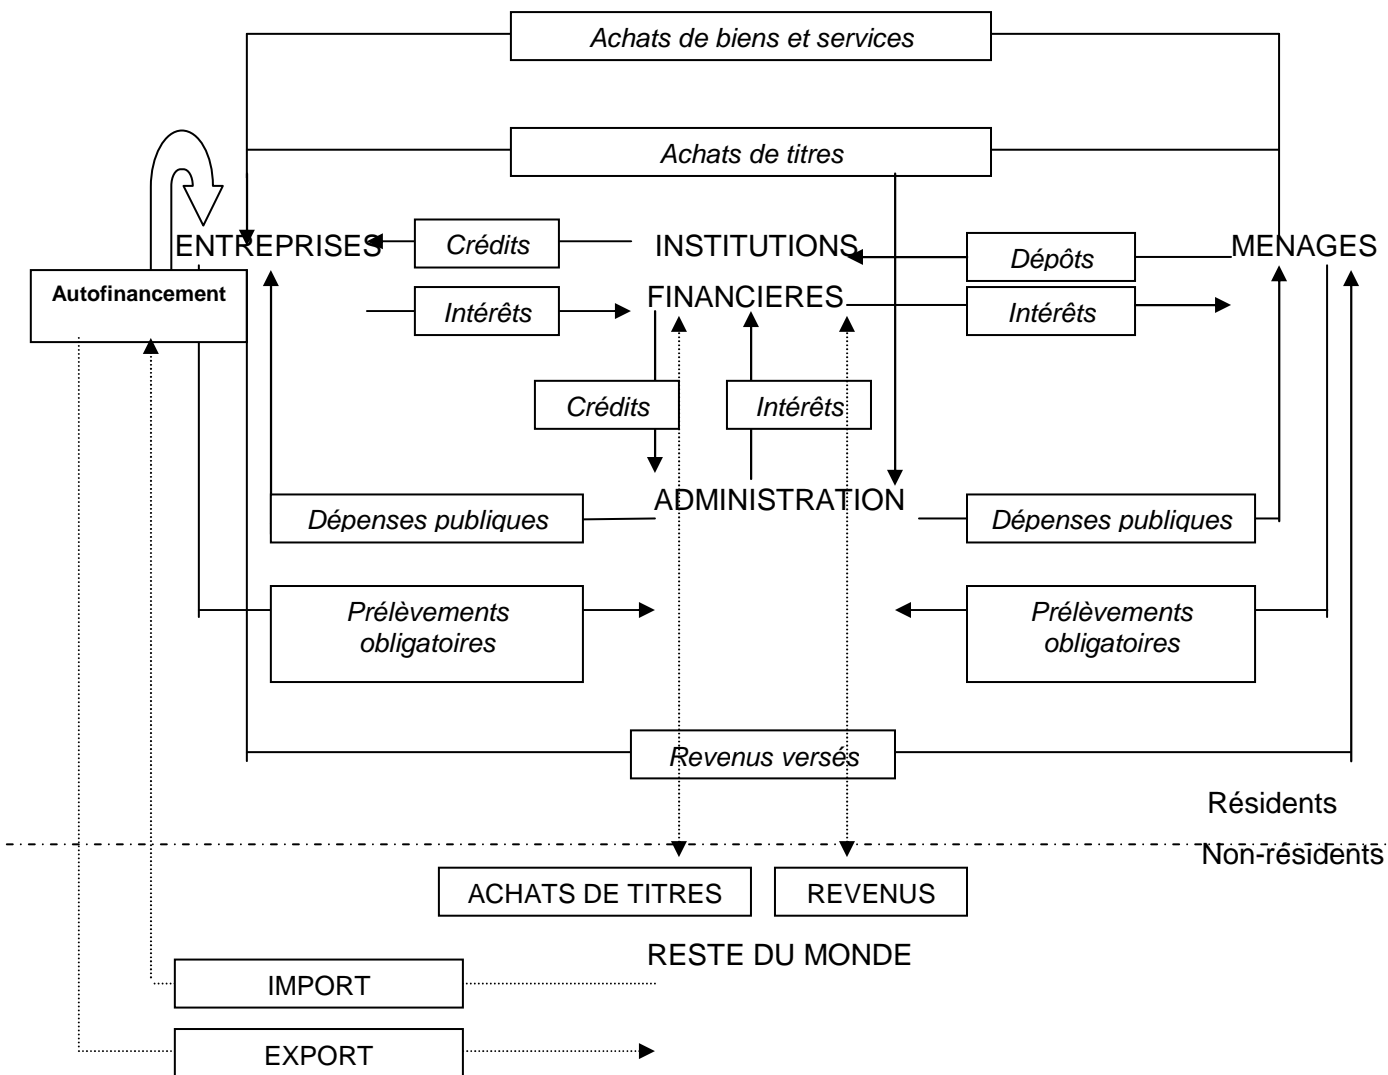 Achats de biens et services
Achats de titres
ENTREPRISES
Crédits
INSTITUTIONS
Dépôts
MENAGES
Autofinancement
Intérêts
FINANCIERES
Intérêts
Crédits
Intérêts
ADMINISTRATION
Dépenses publiques
Dépenses publiques
Prélèvements
obligatoires
Prélèvements
obligatoires
Revenus versés
Résidents
Non-résidents
ACHATS DE TITRES
REVENUS
RESTE DU MONDE
IMPORT
EXPORT